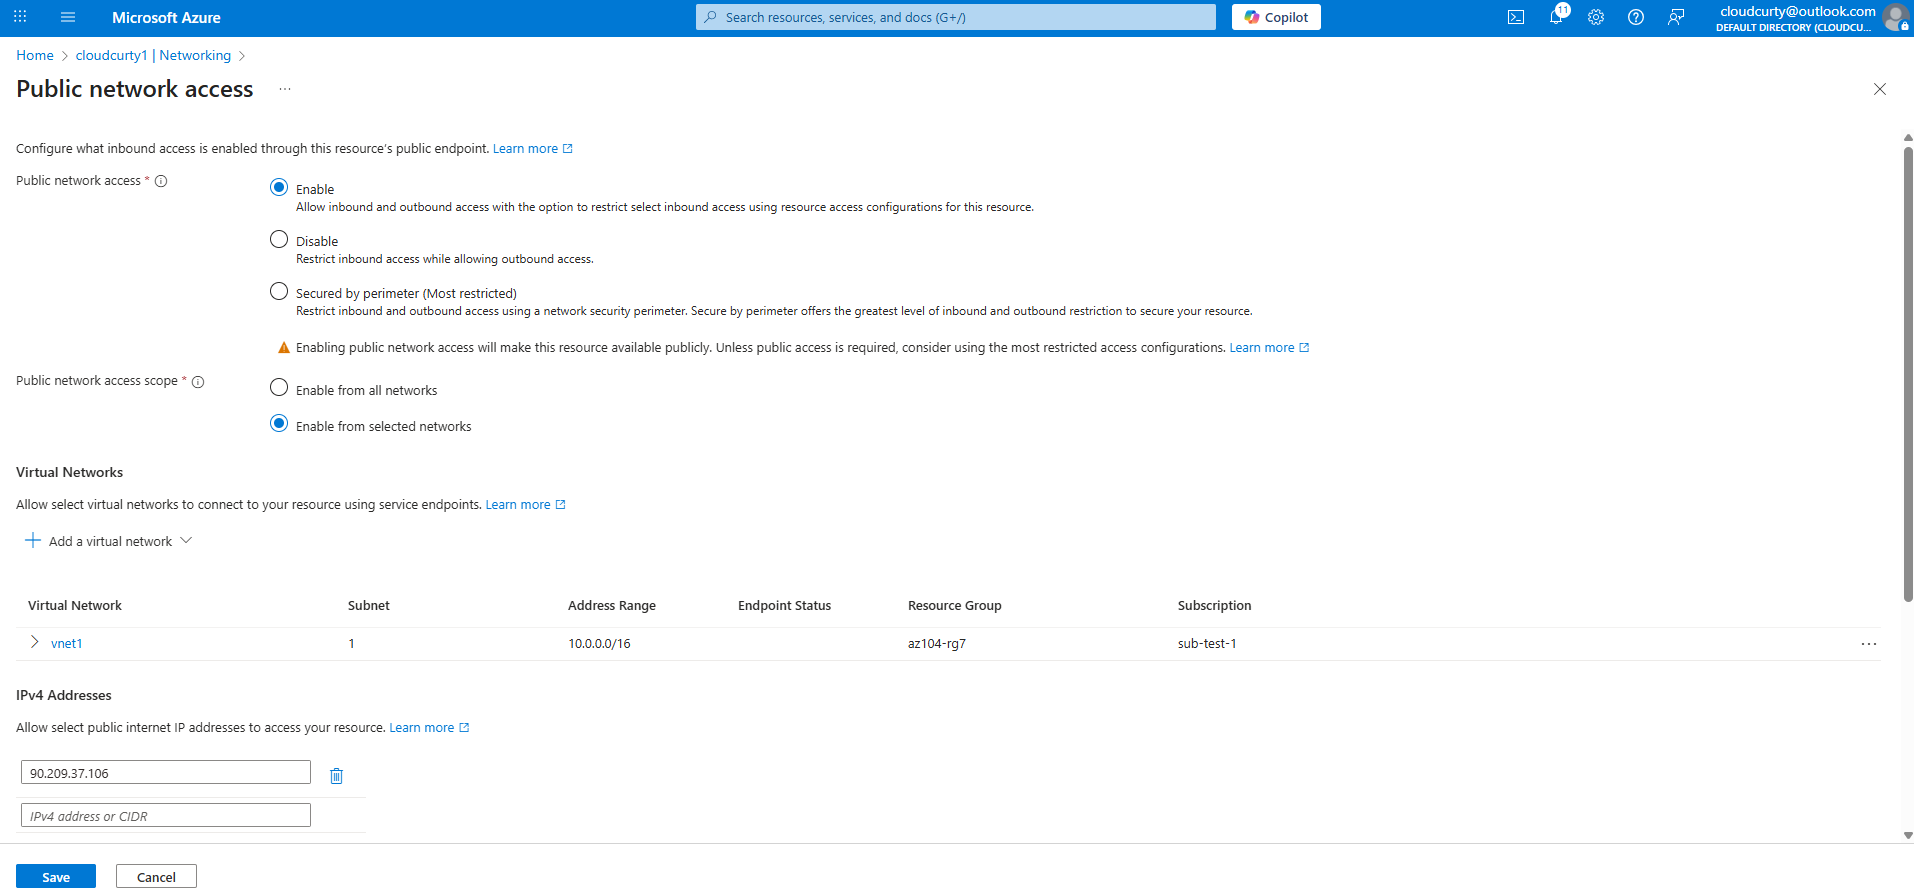 Microsoft Azure
Search resources, services, and docs (G+/)
Copilot
11
cloudcurty@outlook.com
DEFAULT DIRECTORY (CLOUDCU...
Home > cloudcurty1 | Networking >
Public network access ...
Configure what inbound access is enabled through this resource's public endpoint. Learn more
Public network access *
Enable
Allow inbound and outbound access with the option to restrict select inbound access using resource access configurations for this resource.
Disable
Restrict inbound access while allowing outbound access.
Secured by perimeter (Most restricted)
Restrict inbound and outbound access using a network security perimeter. Secure by perimeter offers the greatest level of inbound and outbound restriction to secure your resource.
Enabling public network access will make this resource available publicly. Unless public access is required, consider using the most restricted access configurations. Learn more
Public network access scope *
Enable from all networks
Enable from selected networks
Virtual Networks
Allow select virtual networks to connect to your resource using service endpoints. Learn more
Add a virtual network
Virtual Network Subnet Address Range Endpoint Status Resource Group Subscription
vnet1 1 10.0.0.0/16 az104-rg7 sub-test-1 ...
IPv4 Addresses
Allow select public internet IP addresses to access your resource. Learn more
90.209.37.106
IPv4 address or CIDR
Save Cancel